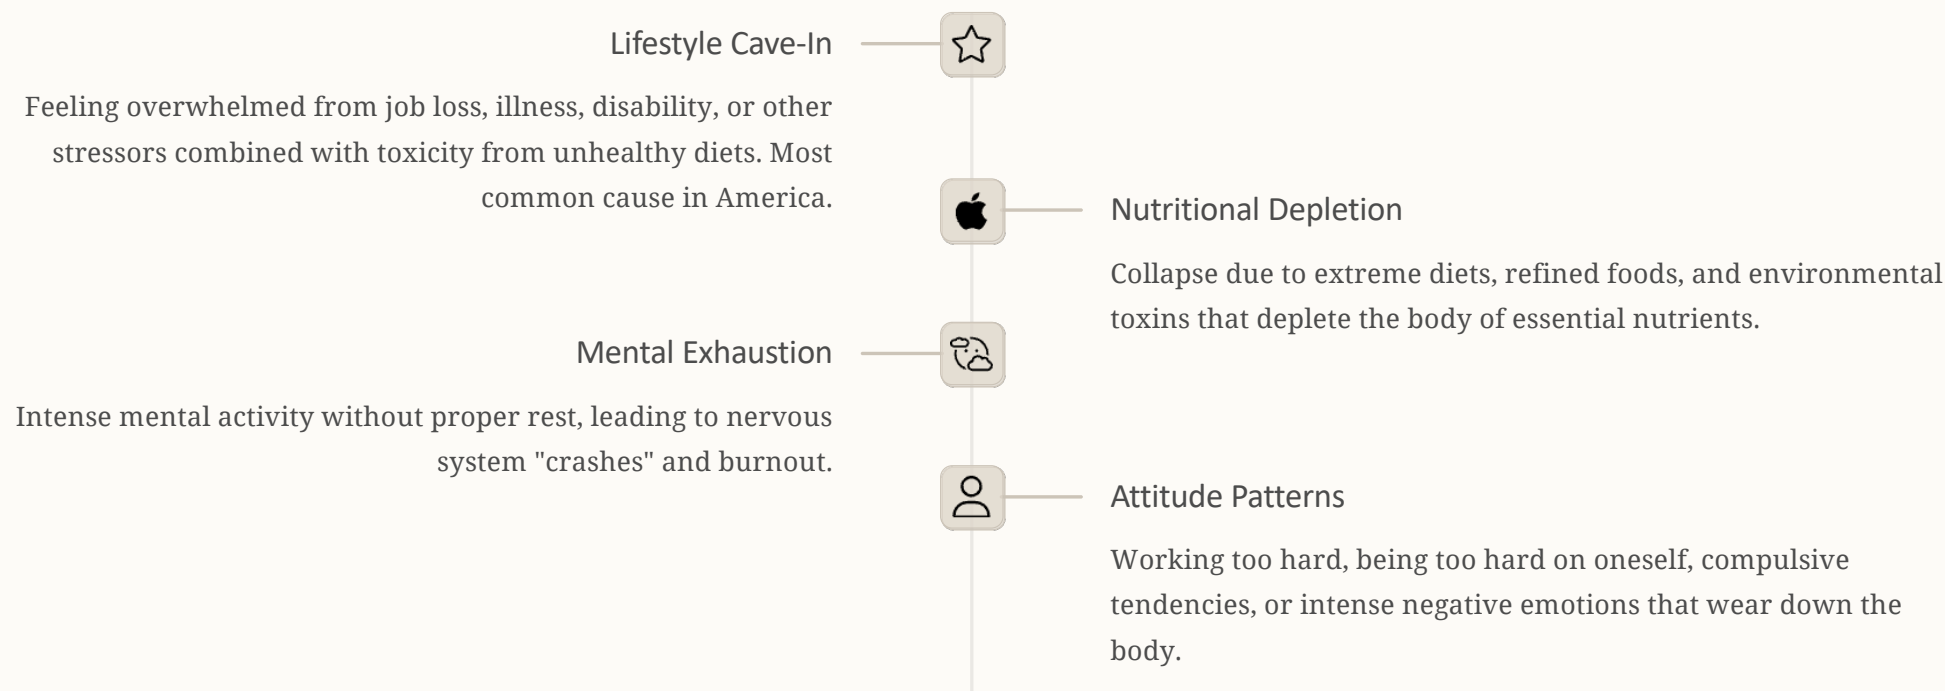 Lifestyle Cave-In
Feeling overwhelmed from job loss, illness, disability, or other
stressors combined with toxicity from unhealthy diets. Most
common cause in America.
Nutritional Depletion
Collapse due to extreme diets, refined foods, and environmental
toxins that deplete the body of essential nutrients.
Mental Exhaustion
Intense mental activity without proper rest, leading to nervous
system "crashes" and burnout.
Attitude Patterns
Working too hard, being too hard on oneself, compulsive
tendencies, or intense negative emotions that wear down the
body.